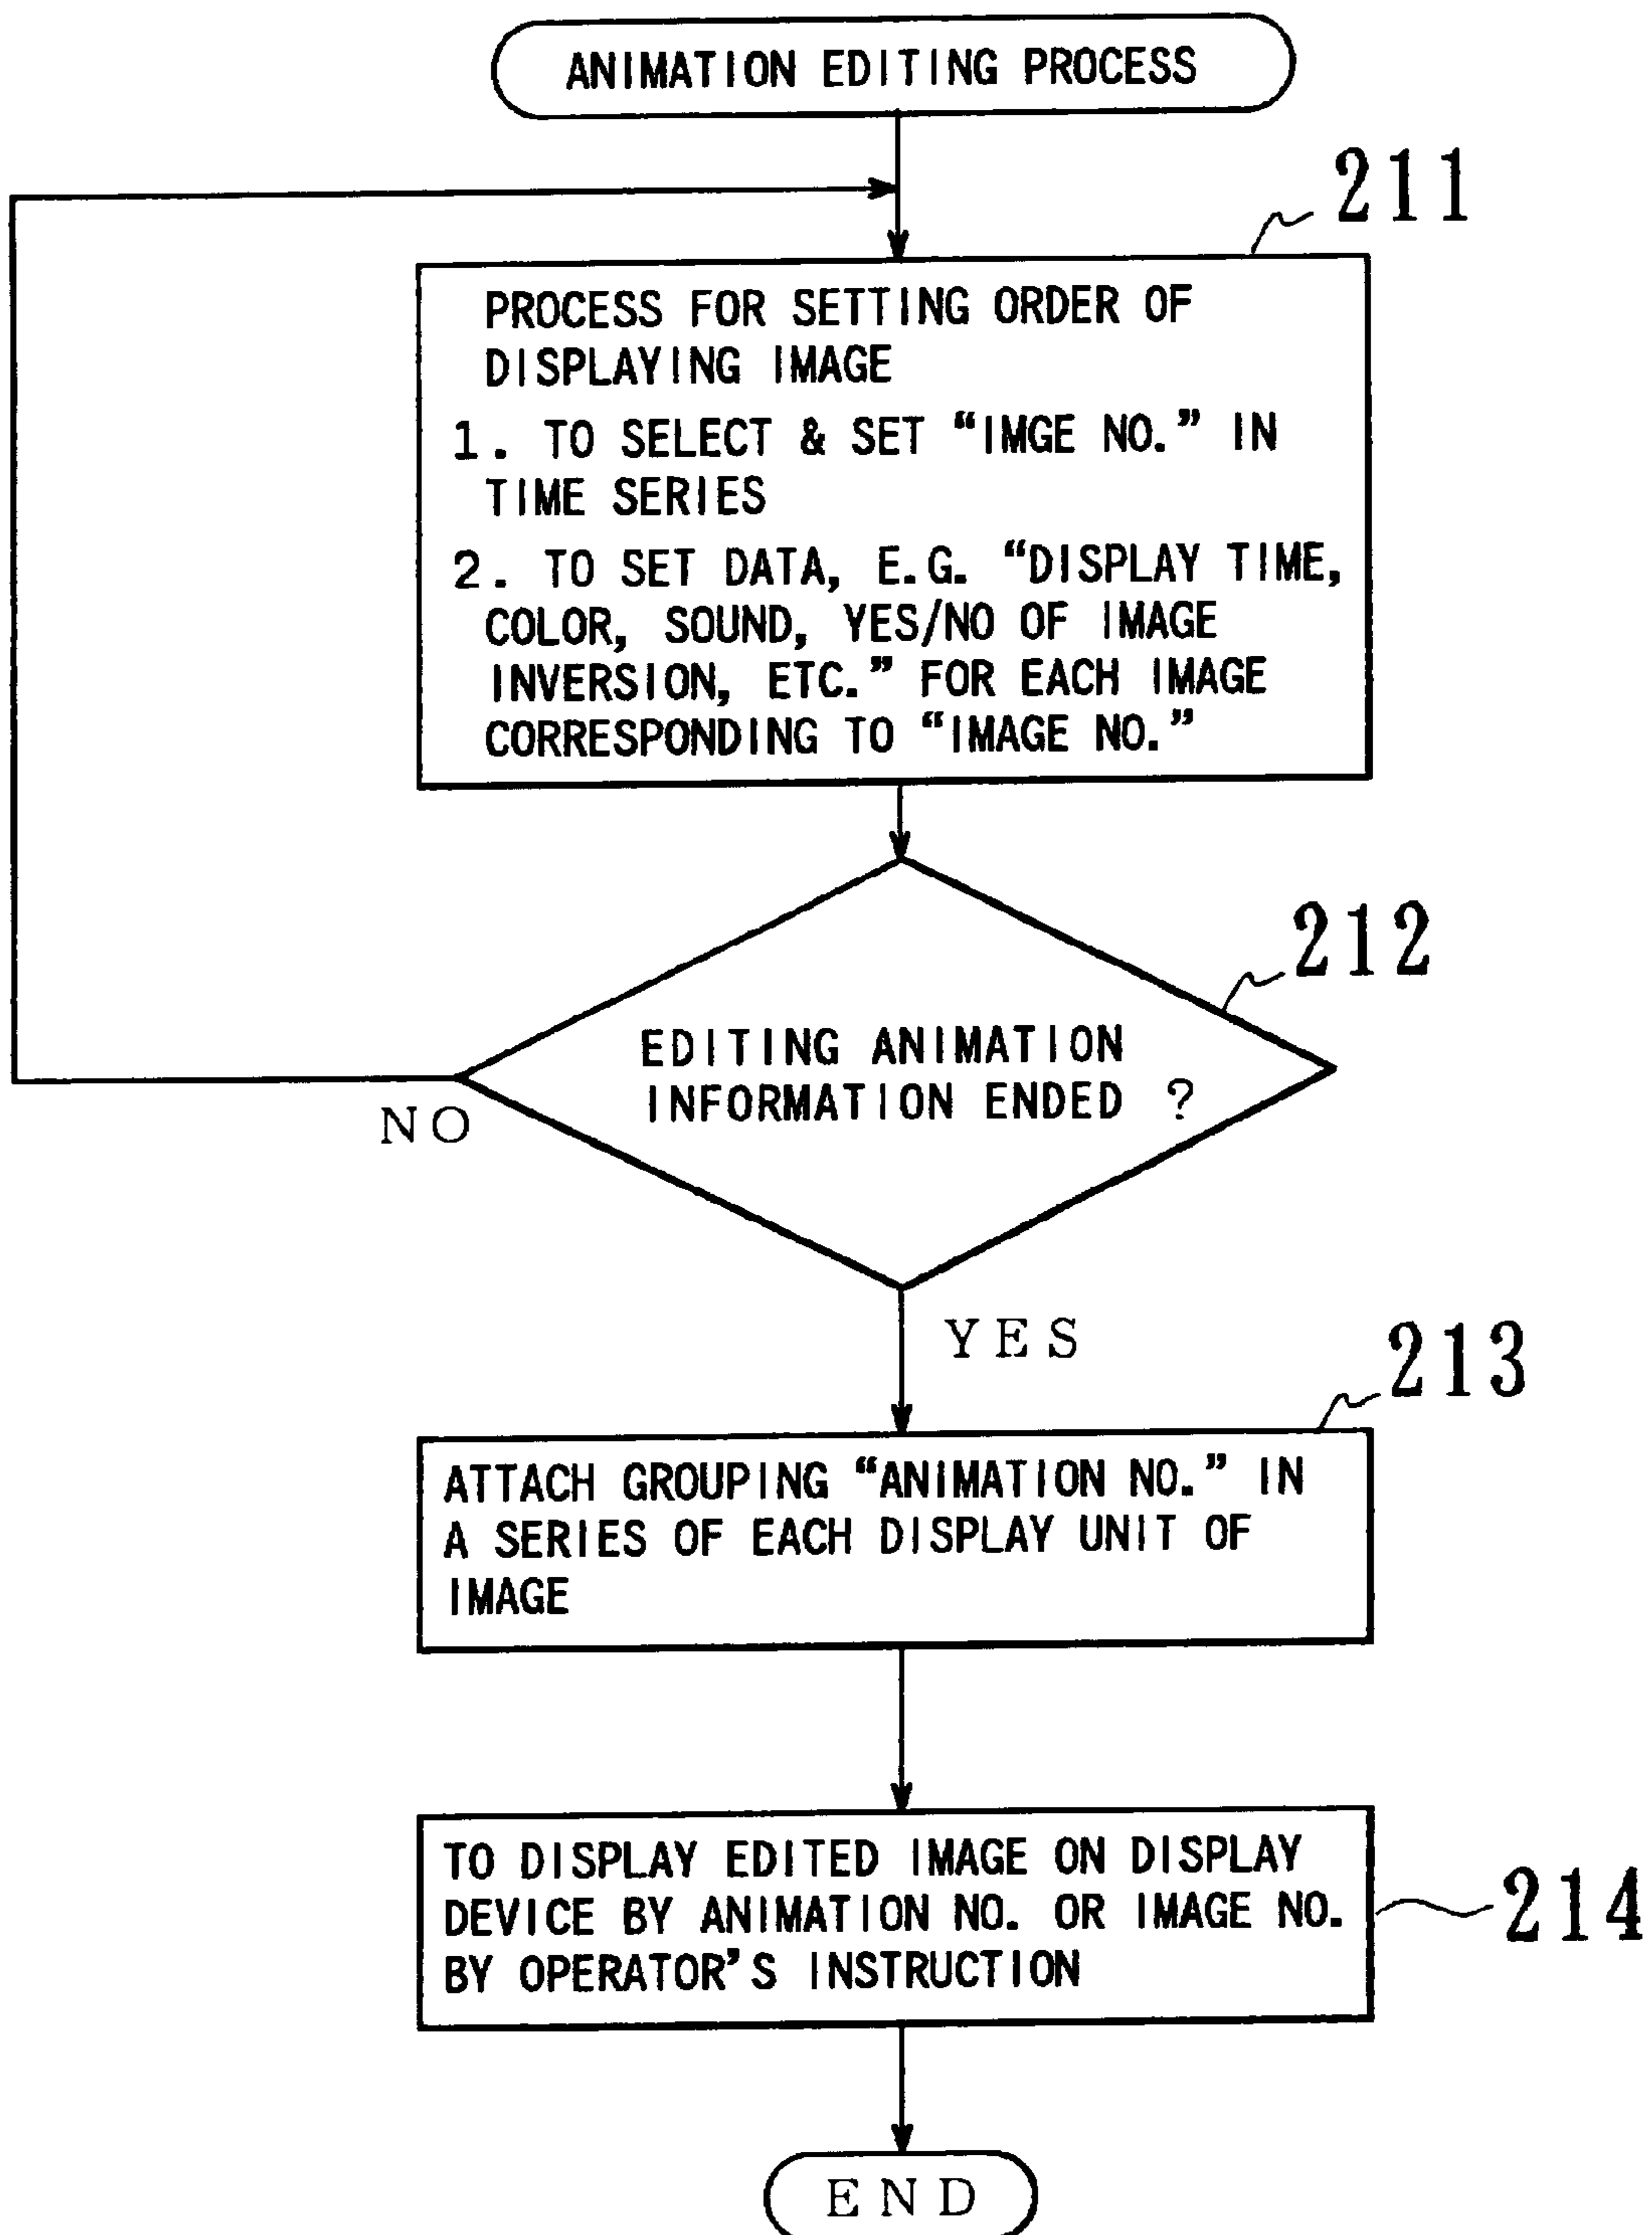 ANIMATION EDITING PROCESS
211
PROCESS FOR SETTING ORDER OF
DISPLAYING IMAGE
1. TO SELECT & SET “IMGE NO.” IN
TIME SERIES
2. TO SET DATA, E.G. “DISPLAY TIME,
COLOR, SOUND, YES/NO OF IMAGE
INVERSION, ETC.” FOR EACH IMAGE
CORRESPONDING TO “IMAGE NO.”
212
EDITING ANIMATION
INFORMATION ENDED ?
NO
YES
213
ATTACH GROUPING “ANIMATION NO.” IN
A SERIES OF EACH DISPLAY UNIT OF
IMAGE
TO DISPLAY EDITED IMAGE ON DISPLAY
DEVICE BY ANIMATION NO. OR IMAGE NO.
BY OPERATOR’S INSTRUCTION
214
END